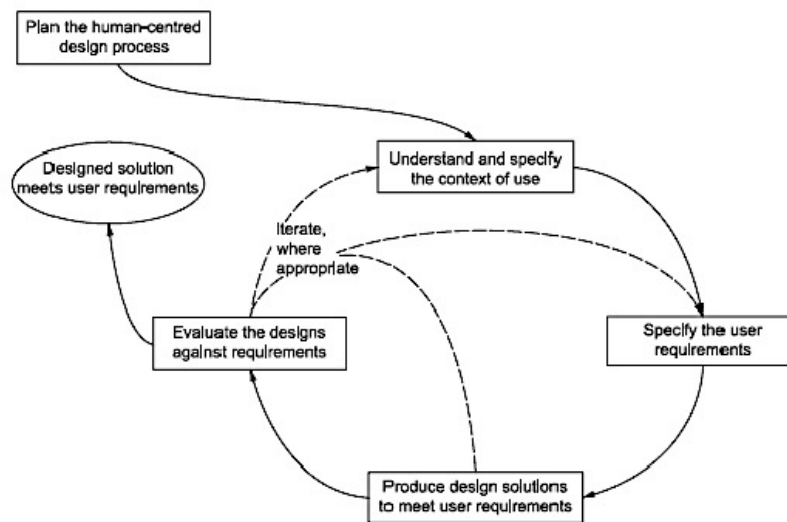 Plan the human-centred
design process
Understand and specify
the context of use
Designed solution
meets user requirements
Iterate,
where
appropriate
Evaluate the designs
against requirements
Specify the user
requirements
Produce design solutions
to meet user requirements